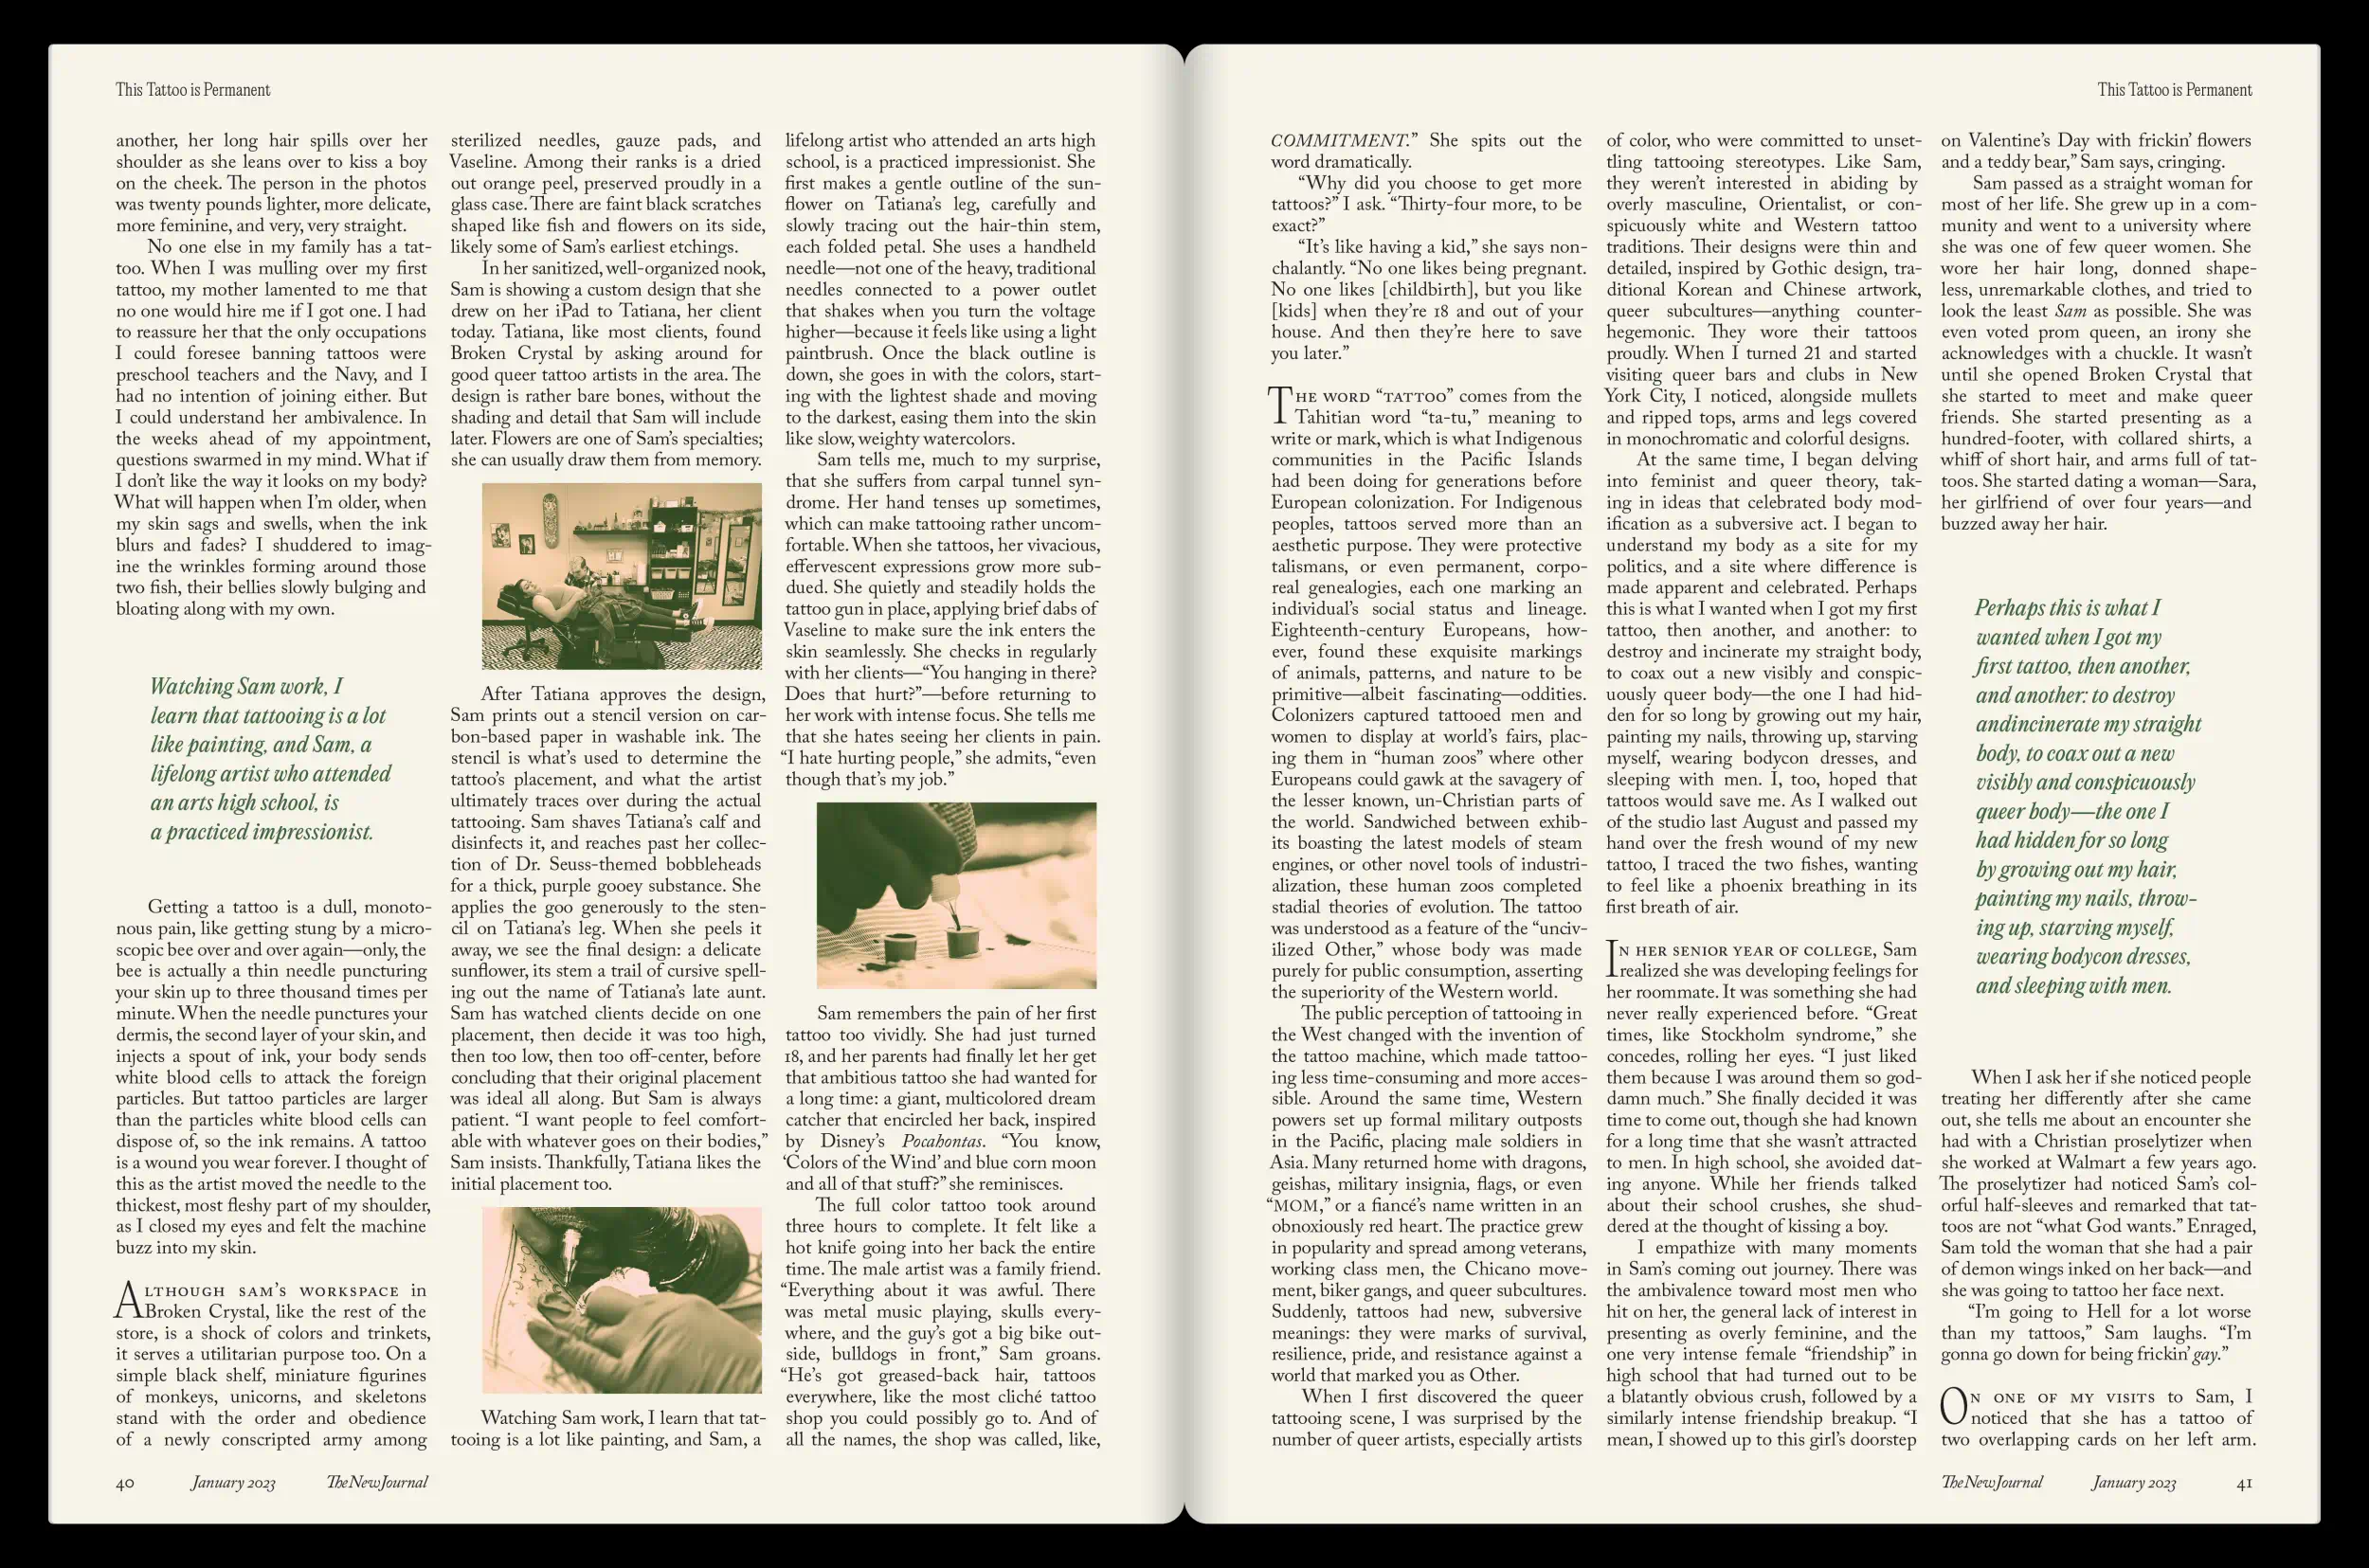 This Tattoo is Permanent
another, her long hair spills over her
shoulder as she leans over to kiss a boy
on the cheek. The person in the photos
was twenty pounds lighter, more delicate,
more feminine, and very, very straight.
No one else in my family has a tat-
too. When I was mulling over my first
tattoo, my mother lamented to me that
no one would hire me if I got one. I had
to reassure her that the only occupations
I could foresee banning tattoos were
preschool teachers and the Navy, and I
had no intention of joining either. But
I could understand her ambivalence. In
the weeks ahead of my appointment,
questions swarmed in my mind. What if
I don't like the way it looks on my body?
What will happen when I'm older, when
my skin sags and swells, when the ink
blurs and fades? I shuddered to imag-
ine the wrinkles forming around those
two fish, their bellies slowly bulging and
bloating along with my own.
Watching Sam work, I
learn that tattooing is a lot
like painting, and Sam, a
lifelong artist who attended
an arts high school, is
a practiced impressionist.
Getting a tattoo is a dull, monoto-
nous pain, like getting stung by a micro-
scopic bee over and over again—only, the
bee is actually a thin needle puncturing
your skin up to three thousand times per
minute. When the needle punctures your
dermis, the second layer of your skin, and
injects a spout of ink, your body sends
white blood cells to attack the foreign
particles. But tattoo particles are larger
than the particles white blood cells can
dispose of, so the ink remains. A tattoo
is a wound you wear forever. I thought of
this as the artist moved the needle to the
thickest, most fleshy part of my shoulder,
as I closed my eyes and felt the machine
buzz into my skin.
ALTHOUGH SAM'S WORKSPACE in
Broken Crystal, like the rest of the
store, is a shock of colors and trinkets,
it serves a utilitarian purpose too. On a
simple black shelf, miniature figurines
of monkeys, unicorns, and skeletons
stand with the order and obedience
of a newly conscripted army among
sterilized needles, gauze pads, and
Vaseline. Among their ranks is a dried
out orange peel, preserved proudly in a
glass case. There are faint black scratches
shaped like fish and flowers on its side,
likely some of Sam's earliest etchings.
In her sanitized, well-organized nook,
Sam is showing a custom design that she
drew on her iPad to Tatiana, her client
today. Tatiana, like most clients, found
Broken Crystal by asking around for
good queer tattoo artists in the area. The
design is rather bare bones, without the
shading and detail that Sam will include
later. Flowers are one of Sam's specialties;
she can usually draw them from memory.
After Tatiana approves the design,
Sam prints out a stencil version on car-
bon-based paper in washable ink. The
stencil is what's used to determine the
tattoo's placement, and what the artist
ultimately traces over during the actual
tattooing. Sam shaves Tatiana's calf and
disinfects it, and reaches past her collec-
tion of Dr. Seuss-themed bobbleheads
for a thick, purple gooey substance. She
applies the goo generously to the sten-
cil on Tatiana's leg. When she peels it
away, we see the final design: a delicate
sunflower, its stem a trail of cursive spell-
ing out the name of Tatiana's late aunt.
Sam has watched clients decide on one
placement, then decide it was too high,
then too low, then too off-center, before
concluding that their original placement
was ideal all along. But Sam is always
patient. “I want people to feel comfort-
able with whatever goes on their bodies,”
Sam insists. Thankfully, Tatiana likes the
initial placement too.
Watching Sam work, I learn that tat-
tooing is a lot like painting, and Sam, a
lifelong artist who attended an arts high
school, is a practiced impressionist. She
first makes a gentle outline of the sun-
flower on Tatiana's leg, carefully and
slowly tracing out the hair-thin stem,
each folded petal. She uses a handheld
needle—not one of the heavy, traditional
needles connected to a power outlet
that shakes when you turn the voltage
higher—because it feels like using a light
paintbrush. Once the black outline is
down, she goes in with the colors, start-
ing with the lightest shade and moving
to the darkest, easing them into the skin
like slow, weighty watercolors.
Sam tells me, much to my surprise,
that she suffers from carpal tunnel syn-
drome. Her hand tenses up sometimes,
which can make tattooing rather uncom-
fortable. When she tattoos, her vivacious,
effervescent expressions grow more sub-
dued. She quietly and steadily holds the
tattoo gun in place, applying brief dabs of
Vaseline to make sure the ink enters the
skin seamlessly. She checks in regularly
with her clients—“You hanging in there?
Does that hurt?”—before returning to
her work with intense focus. She tells me
that she hates seeing her clients in pain.
“I hate hurting people,” she admits, “even
though that's my job.”
Sam remembers the pain of her first
tattoo too vividly. She had just turned
18, and her parents had finally let her get
that ambitious tattoo she had wanted for
a long time: a giant, multicolored dream
catcher that encircled her back, inspired
by Disney's Pocahontas. “You know,
‘Colors of the Wind’ and blue corn moon
and all of that stuff?” she reminisces.
The full color tattoo took around
three hours to complete. It felt like a
hot knife going into her back the entire
time. The male artist was a family friend.
“Everything about it was awful. There
was metal music playing, skulls every-
where, and the guy's got a big bike out-
side, bulldogs in front,” Sam groans.
“He's got greased-back hair, tattoos
everywhere, like the most cliché tattoo
shop you could possibly go to. And of
all the names, the shop was called, like,
40 January 2023 The New Journal
This Tattoo is Permanent
COMMITMENT.” She spits out the
word dramatically.
“Why did you choose to get more
tattoos?” I ask. “Thirty-four more, to be
exact?”
“It's like having a kid,” she says non-
chalantly. “No one likes being pregnant.
No one likes [childbirth], but you like
[kids] when they're 18 and out of your
house. And then they're here to save
you later.”
THE WORD “TATTOO” comes from the
Tahitian word “ta-tu,” meaning to
write or mark, which is what Indigenous
communities in the Pacific Islands
had been doing for generations before
European colonization. For Indigenous
peoples, tattoos served more than an
aesthetic purpose. They were protective
talismans, or even permanent, corpo-
real genealogies, each one marking an
individual's social status and lineage.
Eighteenth-century Europeans, how-
ever, found these exquisite markings
of animals, patterns, and nature to be
primitive—albeit fascinating—oddities.
Colonizers captured tattooed men and
women to display at world's fairs, plac-
ing them in “human zoos” where other
Europeans could gawk at the savagery of
the lesser known, un-Christian parts of
the world. Sandwiched between exhib-
its boasting the latest models of steam
engines, or other novel tools of industri-
alization, these human zoos completed
stadial theories of evolution. The tattoo
was understood as a feature of the “unciv-
ilized Other,” whose body was made
purely for public consumption, asserting
the superiority of the Western world.
The public perception of tattooing in
the West changed with the invention of
the tattoo machine, which made tattoo-
ing less time-consuming and more acces-
sible. Around the same time, Western
powers set up formal military outposts
in the Pacific, placing male soldiers in
Asia. Many returned home with dragons,
geishas, military insignia, flags, or even
“MOM,” or a fiancé's name written in an
obnoxiously red heart. The practice grew
in popularity and spread among veterans,
working class men, the Chicano move-
ment, biker gangs, and queer subcultures.
Suddenly, tattoos had new, subversive
meanings: they were marks of survival,
resilience, pride, and resistance against a
world that marked you as Other.
When I first discovered the queer
tattooing scene, I was surprised by the
number of queer artists, especially artists
of color, who were committed to unset-
tling tattooing stereotypes. Like Sam,
they weren't interested in abiding by
overly masculine, Orientalist, or con-
spicuously white and Western tattoo
traditions. Their designs were thin and
detailed, inspired by Gothic design, tra-
ditional Korean and Chinese artwork,
queer subcultures—anything counter-
hegemonic. They wore their tattoos
proudly. When I turned 21 and started
visiting queer bars and clubs in New
York City, I noticed, alongside mullets
and ripped tops, arms and legs covered
in monochromatic and colorful designs.
At the same time, I began delving
into feminist and queer theory, tak-
ing in ideas that celebrated body mod-
ification as a subversive act. I began to
understand my body as a site for my
politics, and a site where difference is
made apparent and celebrated. Perhaps
this is what I wanted when I got my first
tattoo, then another, and another: to
destroy and incinerate my straight body,
to coax out a new visibly and conspic-
uously queer body—the one I had hid-
den for so long by growing out my hair,
painting my nails, throwing up, starving
myself, wearing bodycon dresses, and
sleeping with men. I, too, hoped that
tattoos would save me. As I walked out
of the studio last August and passed my
hand over the fresh wound of my new
tattoo, I traced the two fishes, wanting
to feel like a phoenix breathing in its
first breath of air.
IN HER SENIOR YEAR OF COLLEGE, Sam
realized she was developing feelings for
her roommate. It was something she had
never really experienced before. “Great
times, like Stockholm syndrome,” she
concedes, rolling her eyes. “I just liked
them because I was around them so god-
damn much.” She finally decided it was
time to come out, though she had known
for a long time that she wasn't attracted
to men. In high school, she avoided dat-
ing anyone. While her friends talked
about their school crushes, she shud-
dered at the thought of kissing a boy.
I empathize with many moments
in Sam's coming out journey. There was
the ambivalence toward most men who
hit on her, the general lack of interest in
presenting as overly feminine, and the
one very intense female “friendship” in
high school that had turned out to be
a blatantly obvious crush, followed by a
similarly intense friendship breakup. “I
mean, I showed up to this girl's doorstep
on Valentine's Day with frickin' flowers
and a teddy bear,” Sam says, cringing.
Sam passed as a straight woman for
most of her life. She grew up in a com-
munity and went to a university where
she was one of few queer women. She
wore her hair long, donned shape-
less, unremarkable clothes, and tried to
look the least Sam as possible. She was
even voted prom queen, an irony she
acknowledges with a chuckle. It wasn't
until she opened Broken Crystal that
she started to meet and make queer
friends. She started presenting as a
hundred-footer, with collared shirts, a
whiff of short hair, and arms full of tat-
toos. She started dating a woman—Sara,
her girlfriend of over four years—and
buzzed away her hair.
Perhaps this is what I
wanted when I got my
first tattoo, then another,
and another: to destroy
andincinerate my straight
body, to coax out a new
visibly and conspicuously
queer body—the one I
had hidden for so long
by growing out my hair,
painting my nails, throw-
ing up, starving myself,
wearing bodycon dresses,
and sleeping with men.
When I ask her if she noticed people
treating her differently after she came
out, she tells me about an encounter she
had with a Christian proselytizer when
she worked at Walmart a few years ago.
The proselytizer had noticed Sam's col-
orful half-sleeves and remarked that tat-
toos are not “what God wants.” Enraged,
Sam told the woman that she had a pair
of demon wings inked on her back—and
she was going to tattoo her face next.
“I'm going to Hell for a lot worse
than my tattoos,” Sam laughs. “I'm
gonna go down for being frickin' gay.”
ON ONE OF MY VISITS to Sam, I
noticed that she has a tattoo of
two overlapping cards on her left arm.
The New Journal January 2023 41